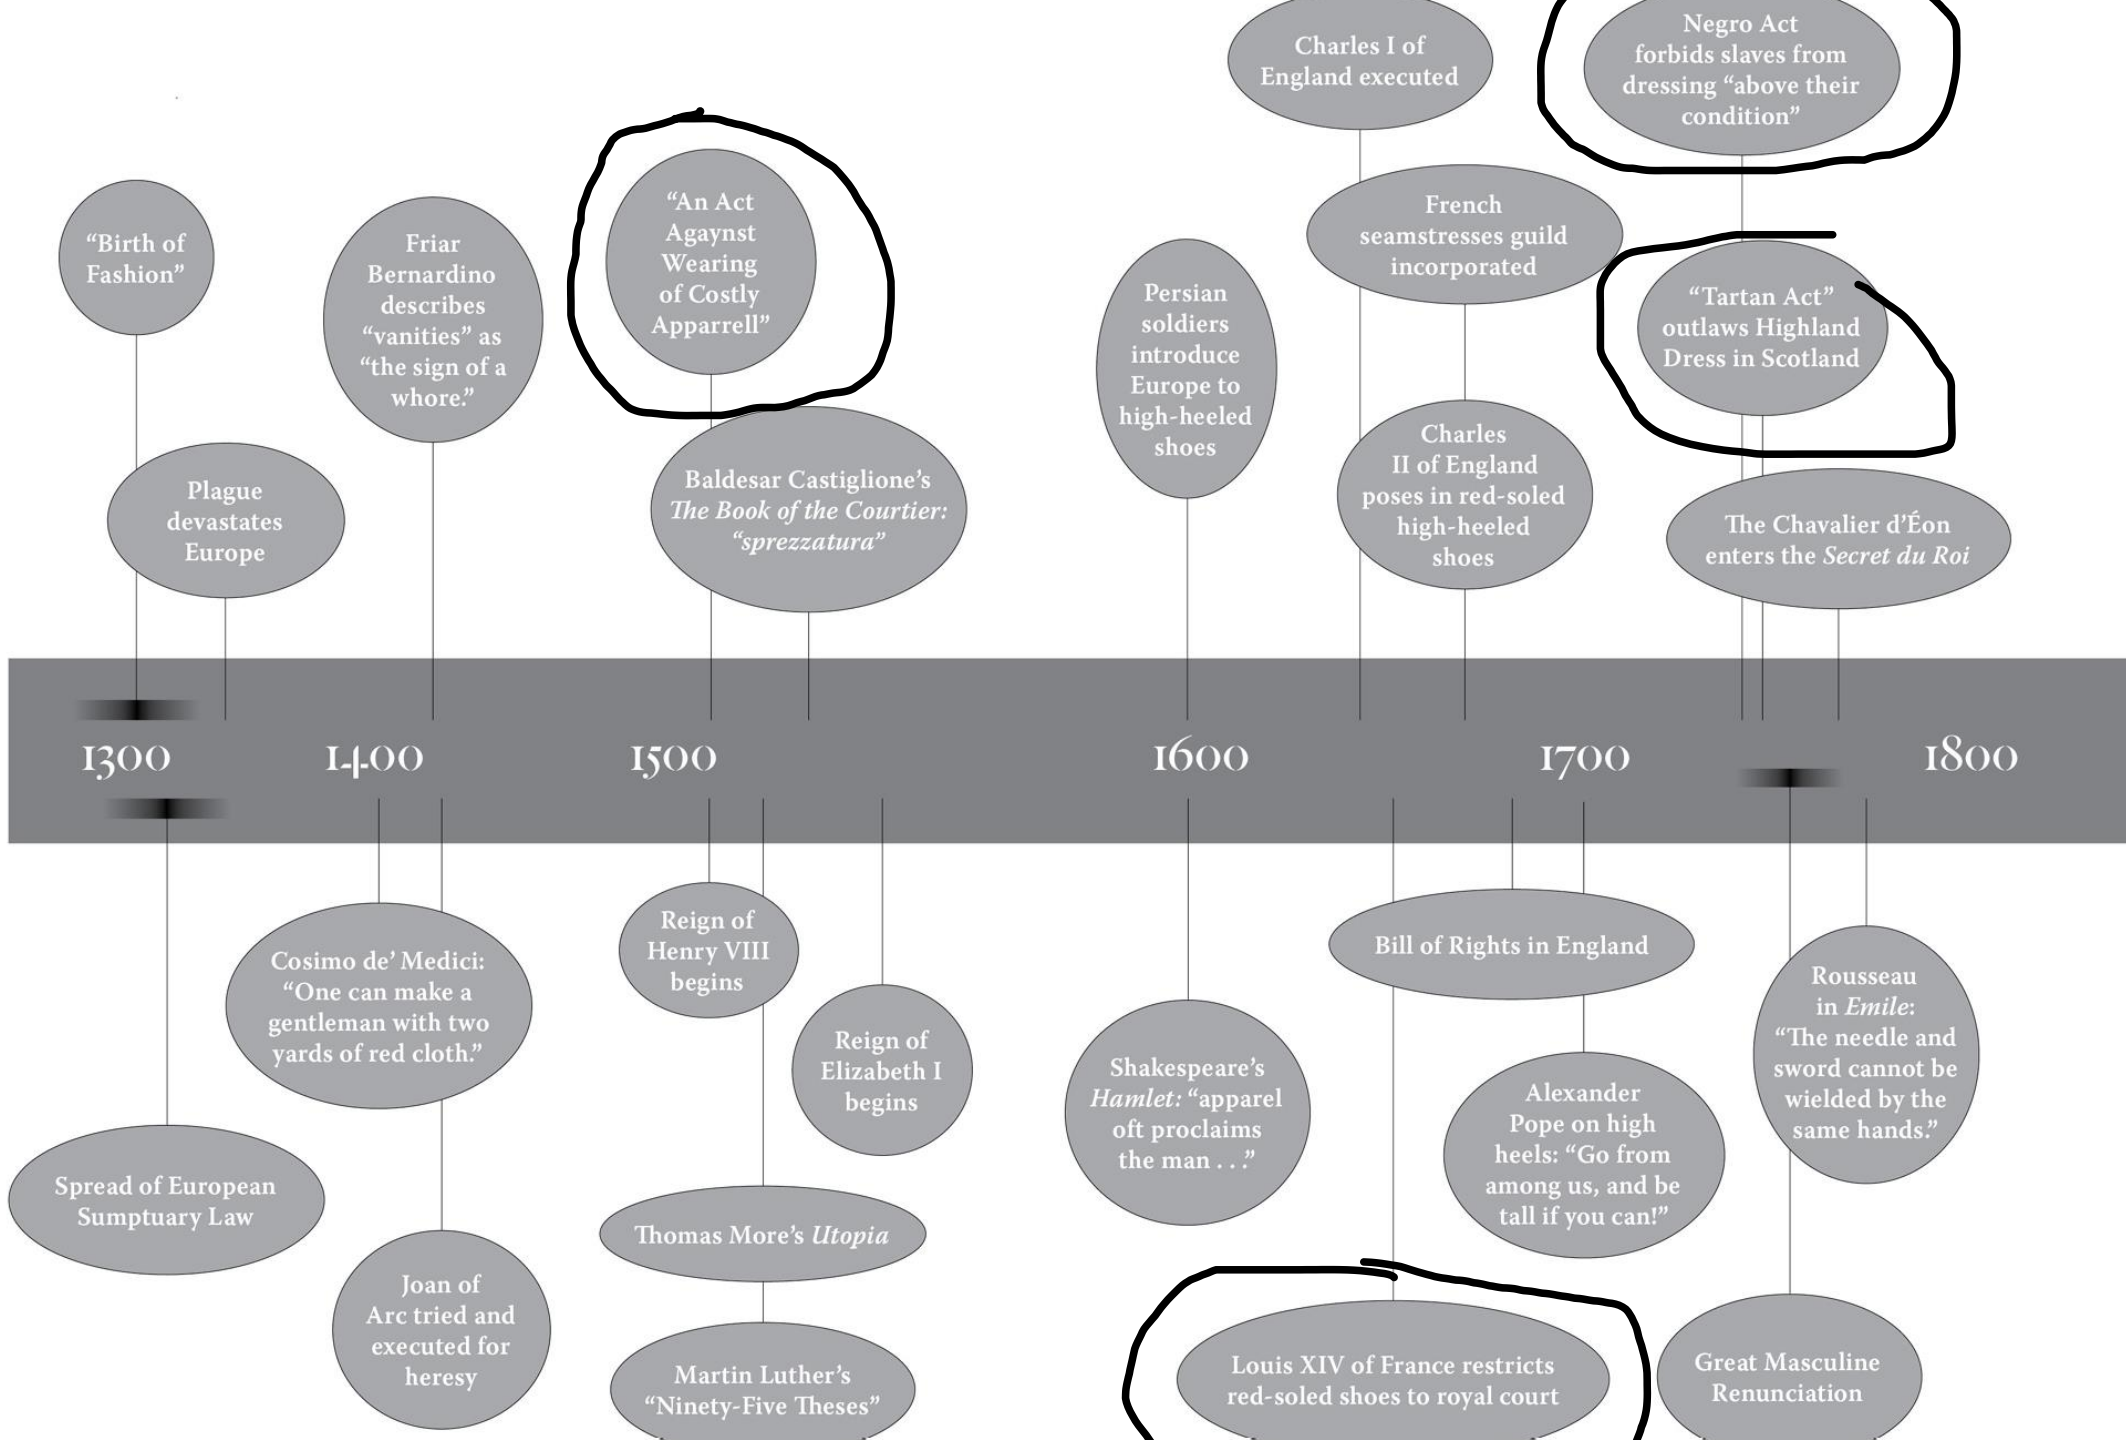 Charles I of
England executed
Negro Act
forbids slaves from
dressing “above their
condition”
“Birth of
Fashion”
Friar
Bernardino
describes
“vanities” as
“the sign of a
whore.”
“An Act
Agaynst
Wearing
of Costly
Apparrell”
Persian
soldiers
introduce
Europe to
high-heeled
shoes
French
seamstresses guild
incorporated
“Tartan Act”
outlaws Highland
Dress in Scotland
Plague
devastates
Europe
Baldesar Castiglione’s
The Book of the Courtier:
“sprezzatura”
Charles
II of England
poses in red-soled
high-heeled
shoes
The Chavalier d’Éon
enters the Secret du Roi
1300
1400
1500
1600
1700
1800
Cosimo de’ Medici:
“One can make a
gentleman with two
yards of red cloth.”
Reign of
Henry VIII
begins
Reign of
Elizabeth I
begins
Bill of Rights in England
Rousseau
in Emile:
“The needle and
sword cannot be
wielded by the
same hands.”
Shakespeare’s
Hamlet: “apparel
oft proclaims
the man . . .”
Alexander
Pope on high
heels: “Go from
among us, and be
tall if you can!”
Spread of European
Sumptuary Law
Thomas More’s Utopia
Joan of
Arc tried and
executed for
heresy
Martin Luther’s
“Ninety-Five Theses”
Louis XIV of France restricts
red-soled shoes to royal court
Great Masculine
Renunciation